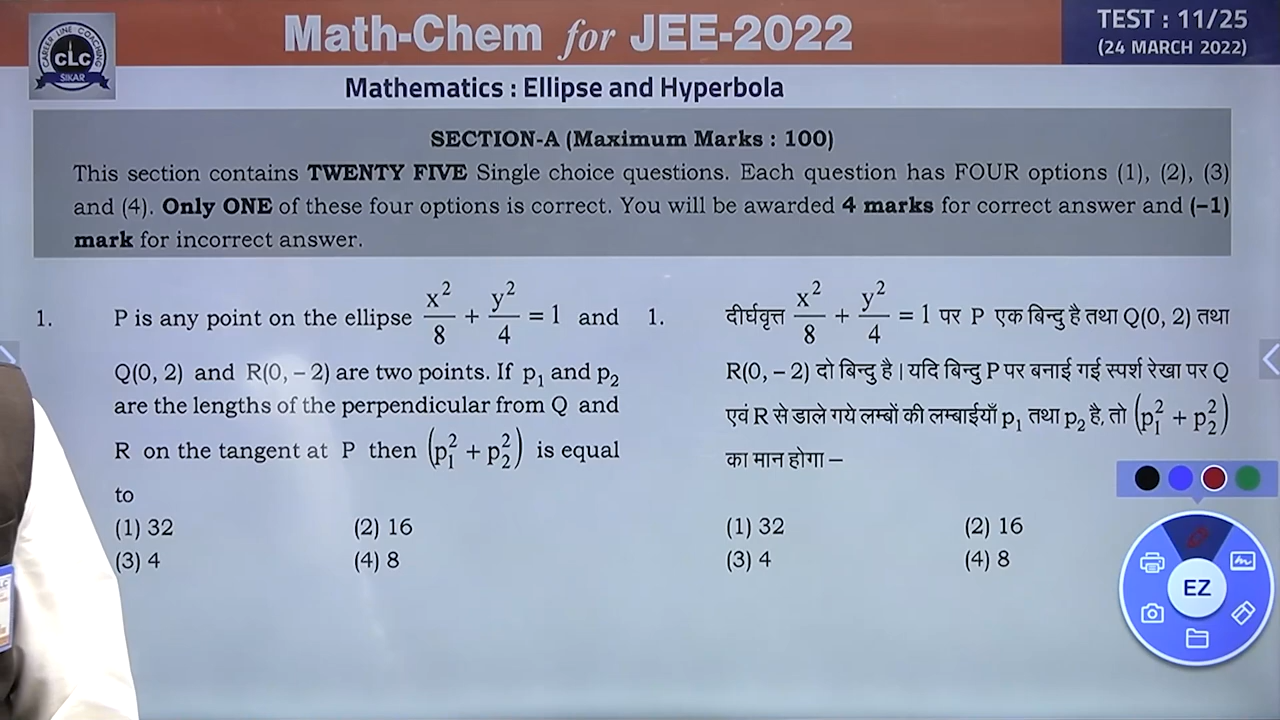 CAREER LINE COACHING
CLC
SIKAR
Math-Chem for JEE-2022
TEST : 11/25
(24 MARCH 2022)
Mathematics : Ellipse and Hyperbola
SECTION-A (Maximum Marks : 100)
This section contains TWENTY FIVE Single choice questions. Each question has FOUR options (1), (2), (3)
and (4). Only ONE of these four options is correct. You will be awarded 4 marks for correct answer and (–1)
mark for incorrect answer.
1. P is any point on the ellipse x²/8 + y²/4 = 1 and
Q(0, 2) and R(0, – 2) are two points. If p₁ and p₂
are the lengths of the perpendicular from Q and
R on the tangent at P then (p₁² + p₂²) is equal
to
(1) 32 (2) 16
(3) 4 (4) 8
1. दीर्घवृत्त x²/8 + y²/4 = 1 पर P एक बिन्दु है तथा Q(0, 2) तथा
R(0, – 2) दो बिन्दु है। यदि बिन्दु P पर बनाई गई स्पर्श रेखा पर Q
एवं R से डाले गये लम्बों की लम्बाईयाँ p₁ तथा p₂ है, तो (p₁² + p₂²)
का मान होगा –
(1) 32 (2) 16
(3) 4 (4) 8
EZ